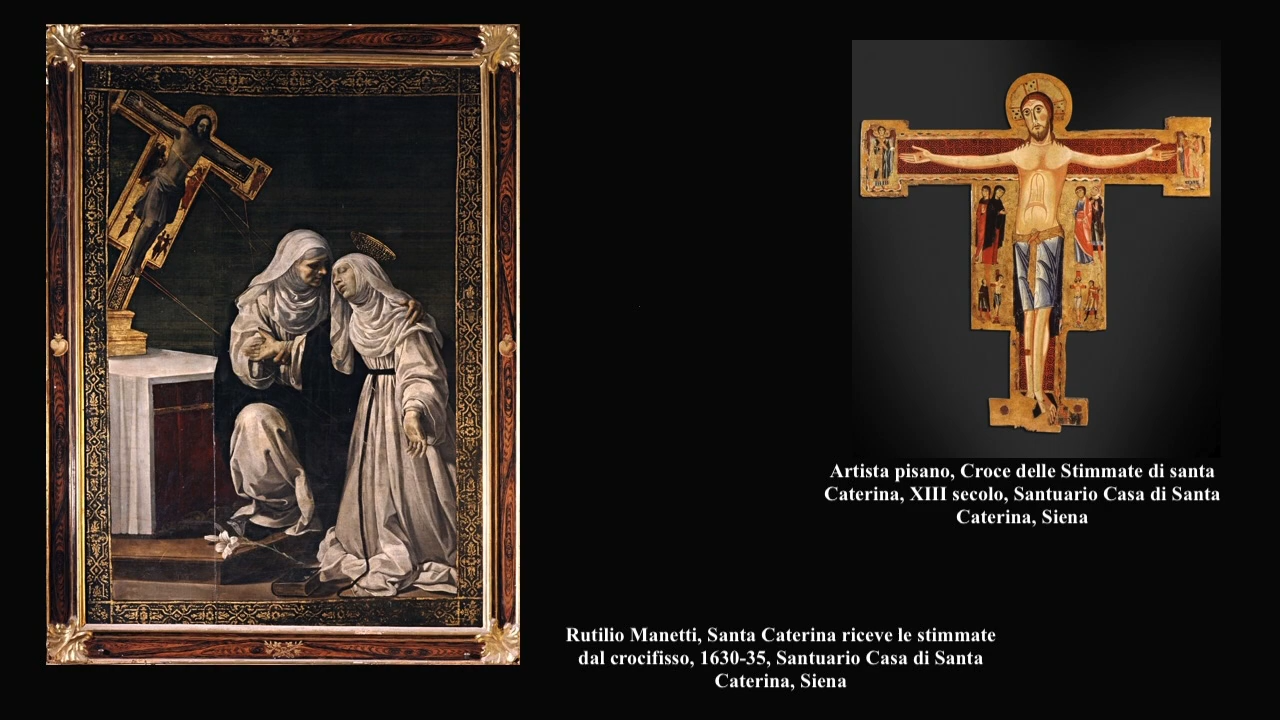 Artista pisano, Croce delle Stimmate di santa
Caterina, XIII secolo, Santuario Casa di Santa
Caterina, Siena
Rutilio Manetti, Santa Caterina riceve le stimmate
dal crocifisso, 1630-35, Santuario Casa di Santa
Caterina, Siena